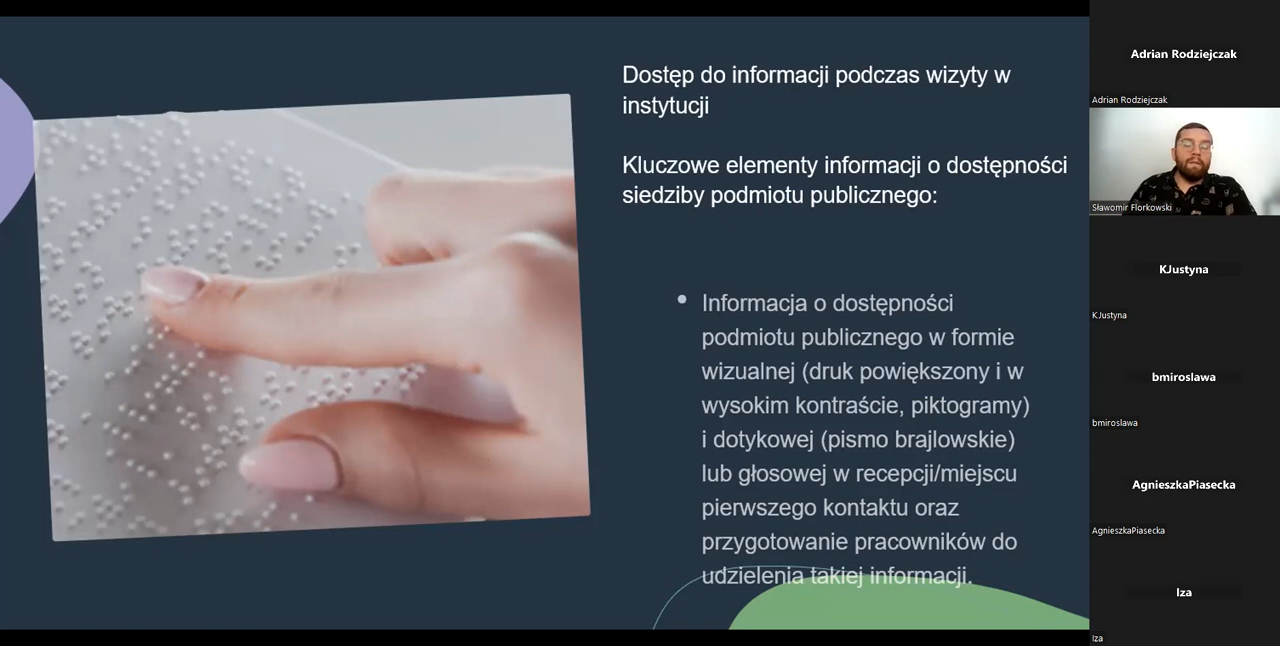 Dostęp do informacji podczas wizyty w
instytucji
Kluczowe elementy informacji o dostępności
siedziby podmiotu publicznego:
• Informacja o dostępności
podmiotu publicznego w formie
wizualnej (druk powiększony i w
wysokim kontraście, piktogramy)
i dotykowej (pismo brajlowskie)
lub głosowej w recepcji/miejscu
pierwszego kontaktu oraz
przygotowanie pracowników do
udzielenia takiej informacji.
Adrian Rodziejczak
Adrian Rodziejczak
Sławomir Florkowski
KJustyna
KJustyna
bmiroslawa
bmiroslawa
AgnieszkaPiasecka
AgnieszkaPiasecka
Iza
Iza